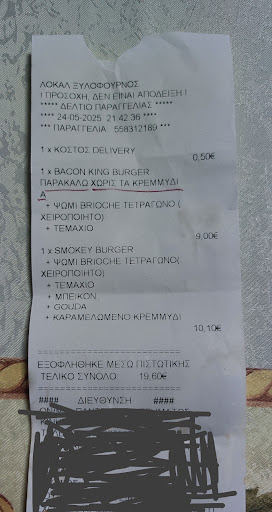 ΛΟΚΑΛ ΞΥΛΟΦΟΥΡΝΟΣ
! ΠΡΟΣΟΧΗ, ΔΕΝ ΕΙΝΑΙ ΑΠΟΔΕΙΞΗ !
***** ΔΕΛΤΙΟ ΠΑΡΑΓΓΕΛΙΑΣ *****
**** 24-05-2025 21:42:36 ****
*** ΠΑΡΑΓΓΕΛΙΑ: 558312189 ***
1 x ΚΟΣΤΟΣ DELIVERY
0,50€
1 x BACON KING BURGER
ΠΑΡΑΚΑΛΩ ΧΩΡΙΣ ΤΑ ΚΡΕΜΜΥΔΙ
Α
+ ΨΩΜΙ BRIOCHE ΤΕΤΡΑΓΩΝΟ (
ΧΕΙΡΟΠΟΙΗΤΟ)
+ ΤΕΜΑΧΙΟ
9,00€
1 x SMOKEY BURGER
+ ΨΩΜΙ BRIOCHE ΤΕΤΡΑΓΩΝΟ(
ΧΕΙΡΟΠΟΙΗΤΟ)
+ ΤΕΜΑΧΙΟ
+ ΜΠΕΙΚΟΝ
+ GOUDA
+ ΚΑΡΑΜΕΛΩΜΕΝΟ ΚΡΕΜΜΥΔΙ
10,10€
==============================
ΕΞΟΦΛΗΘΗΚΕ ΜΕΣΩ ΠΙΣΤΩΤΙΚΗΣ
ΤΕΛΙΚΟ ΣΥΝΟΛΟ 19,60€
==============================
#### ΔΙΕΥΘΥΝΣΗ ####